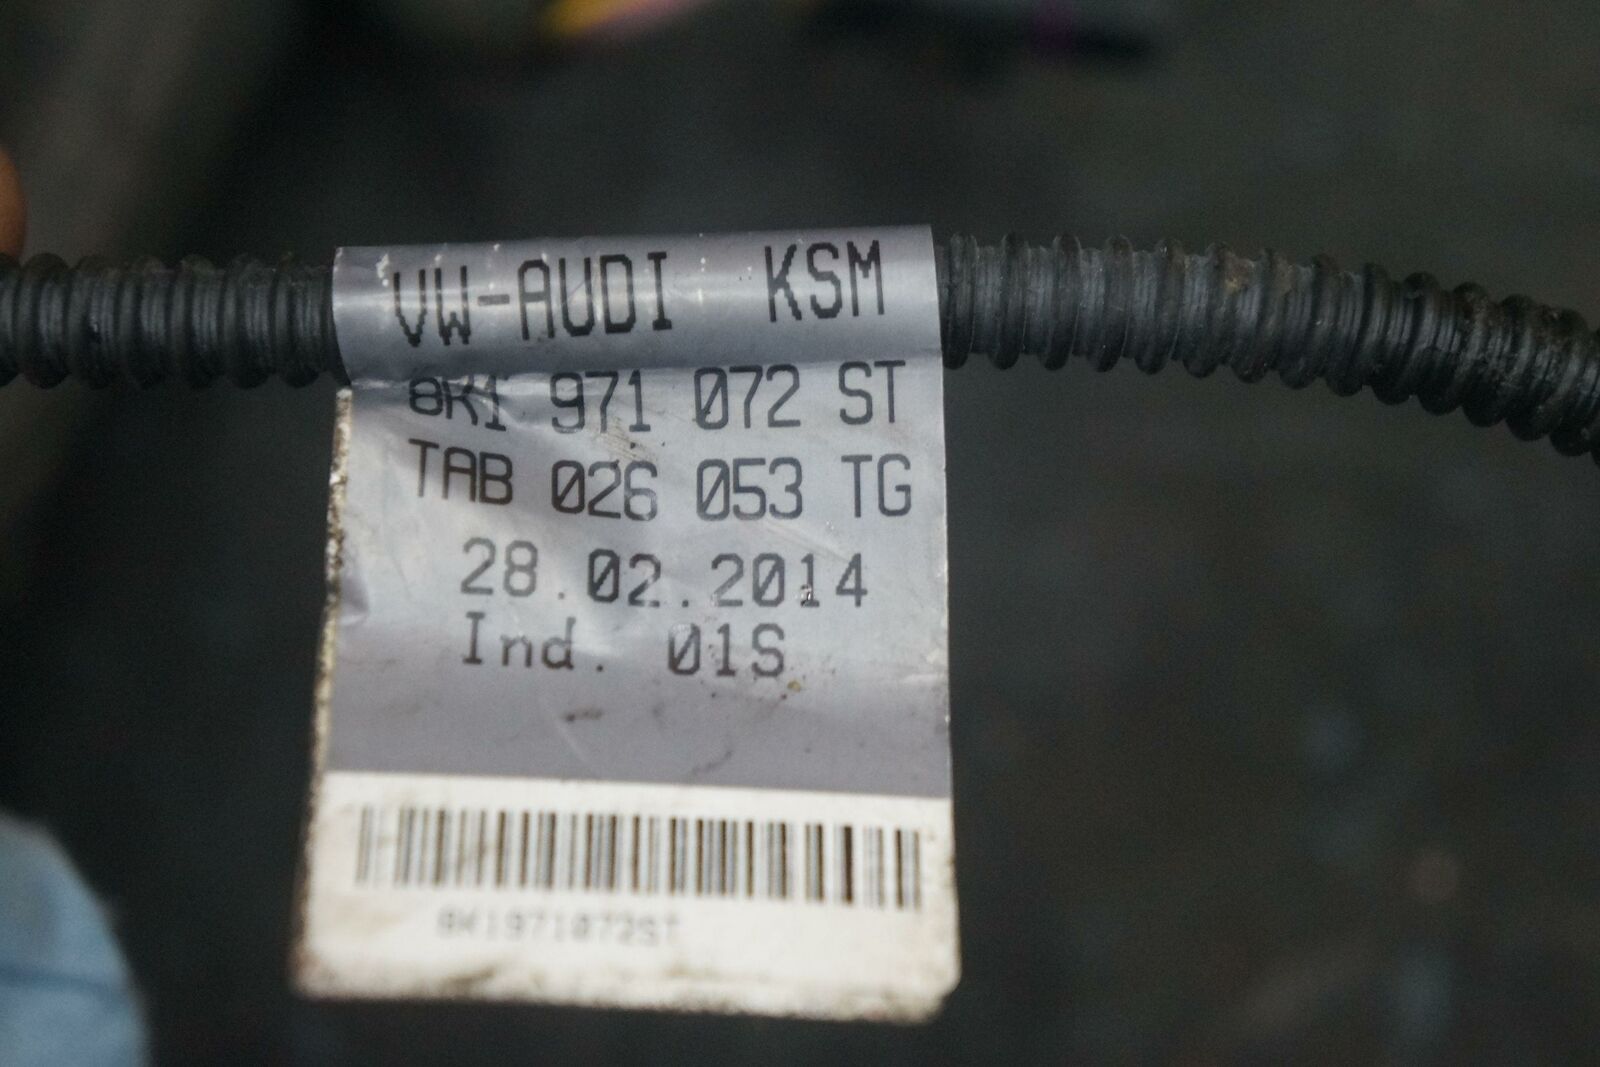 VW-AUDI KSM
8K1 971 072 ST
TAB 026 053 TG
28.02.2014
Ind. 01S
8K1971072ST